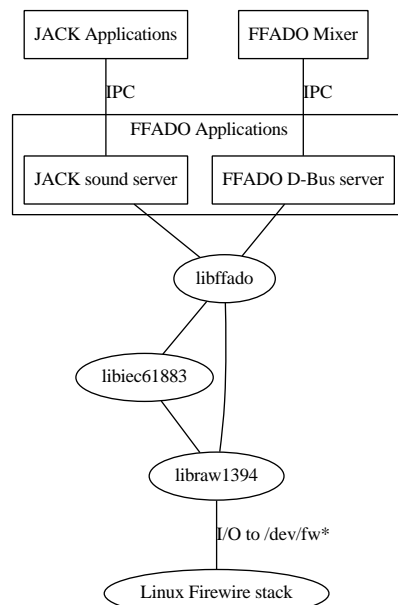 JACK Applications
FFADO Mixer
IPC
IPC
FFADO Applications
JACK sound server
FFADO D-Bus server
libffado
libiec61883
libraw1394
I/O to /dev/fw*
Linux Firewire stack